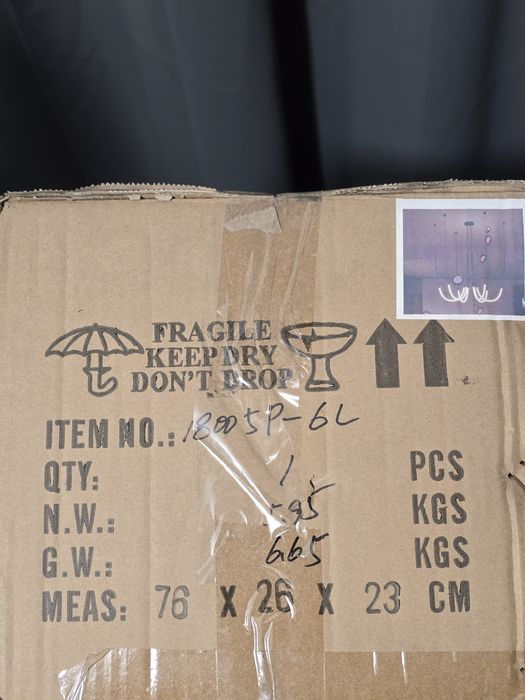 FRAGILE
KEEP DRY
DON'T DROP
ITEM NO.: 18005P-6L
QTY: 1 PCS
N.W.: 5.95 KGS
G.W.: 6.65 KGS
MEAS: 76 X 26 X 23 CM